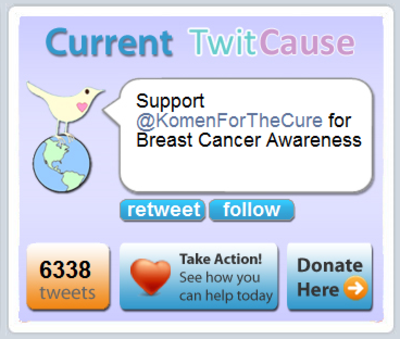 Current TwitCause
Support
@KomenForTheCure for
Breast Cancer Awareness
retweet follow
6338
tweets
Take Action!
See how you
can help today
Donate
Here